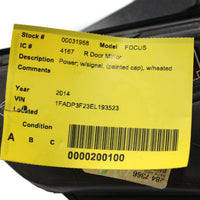 Stock # 00031958
IC # 4167 Model FOCUS
Description R Door Mirror
Comments Power; w/signal, (painted cap), w/heated
Year 2014
VIN 1FADP3F23EL193523
Located
Condition
A B C
0000200100